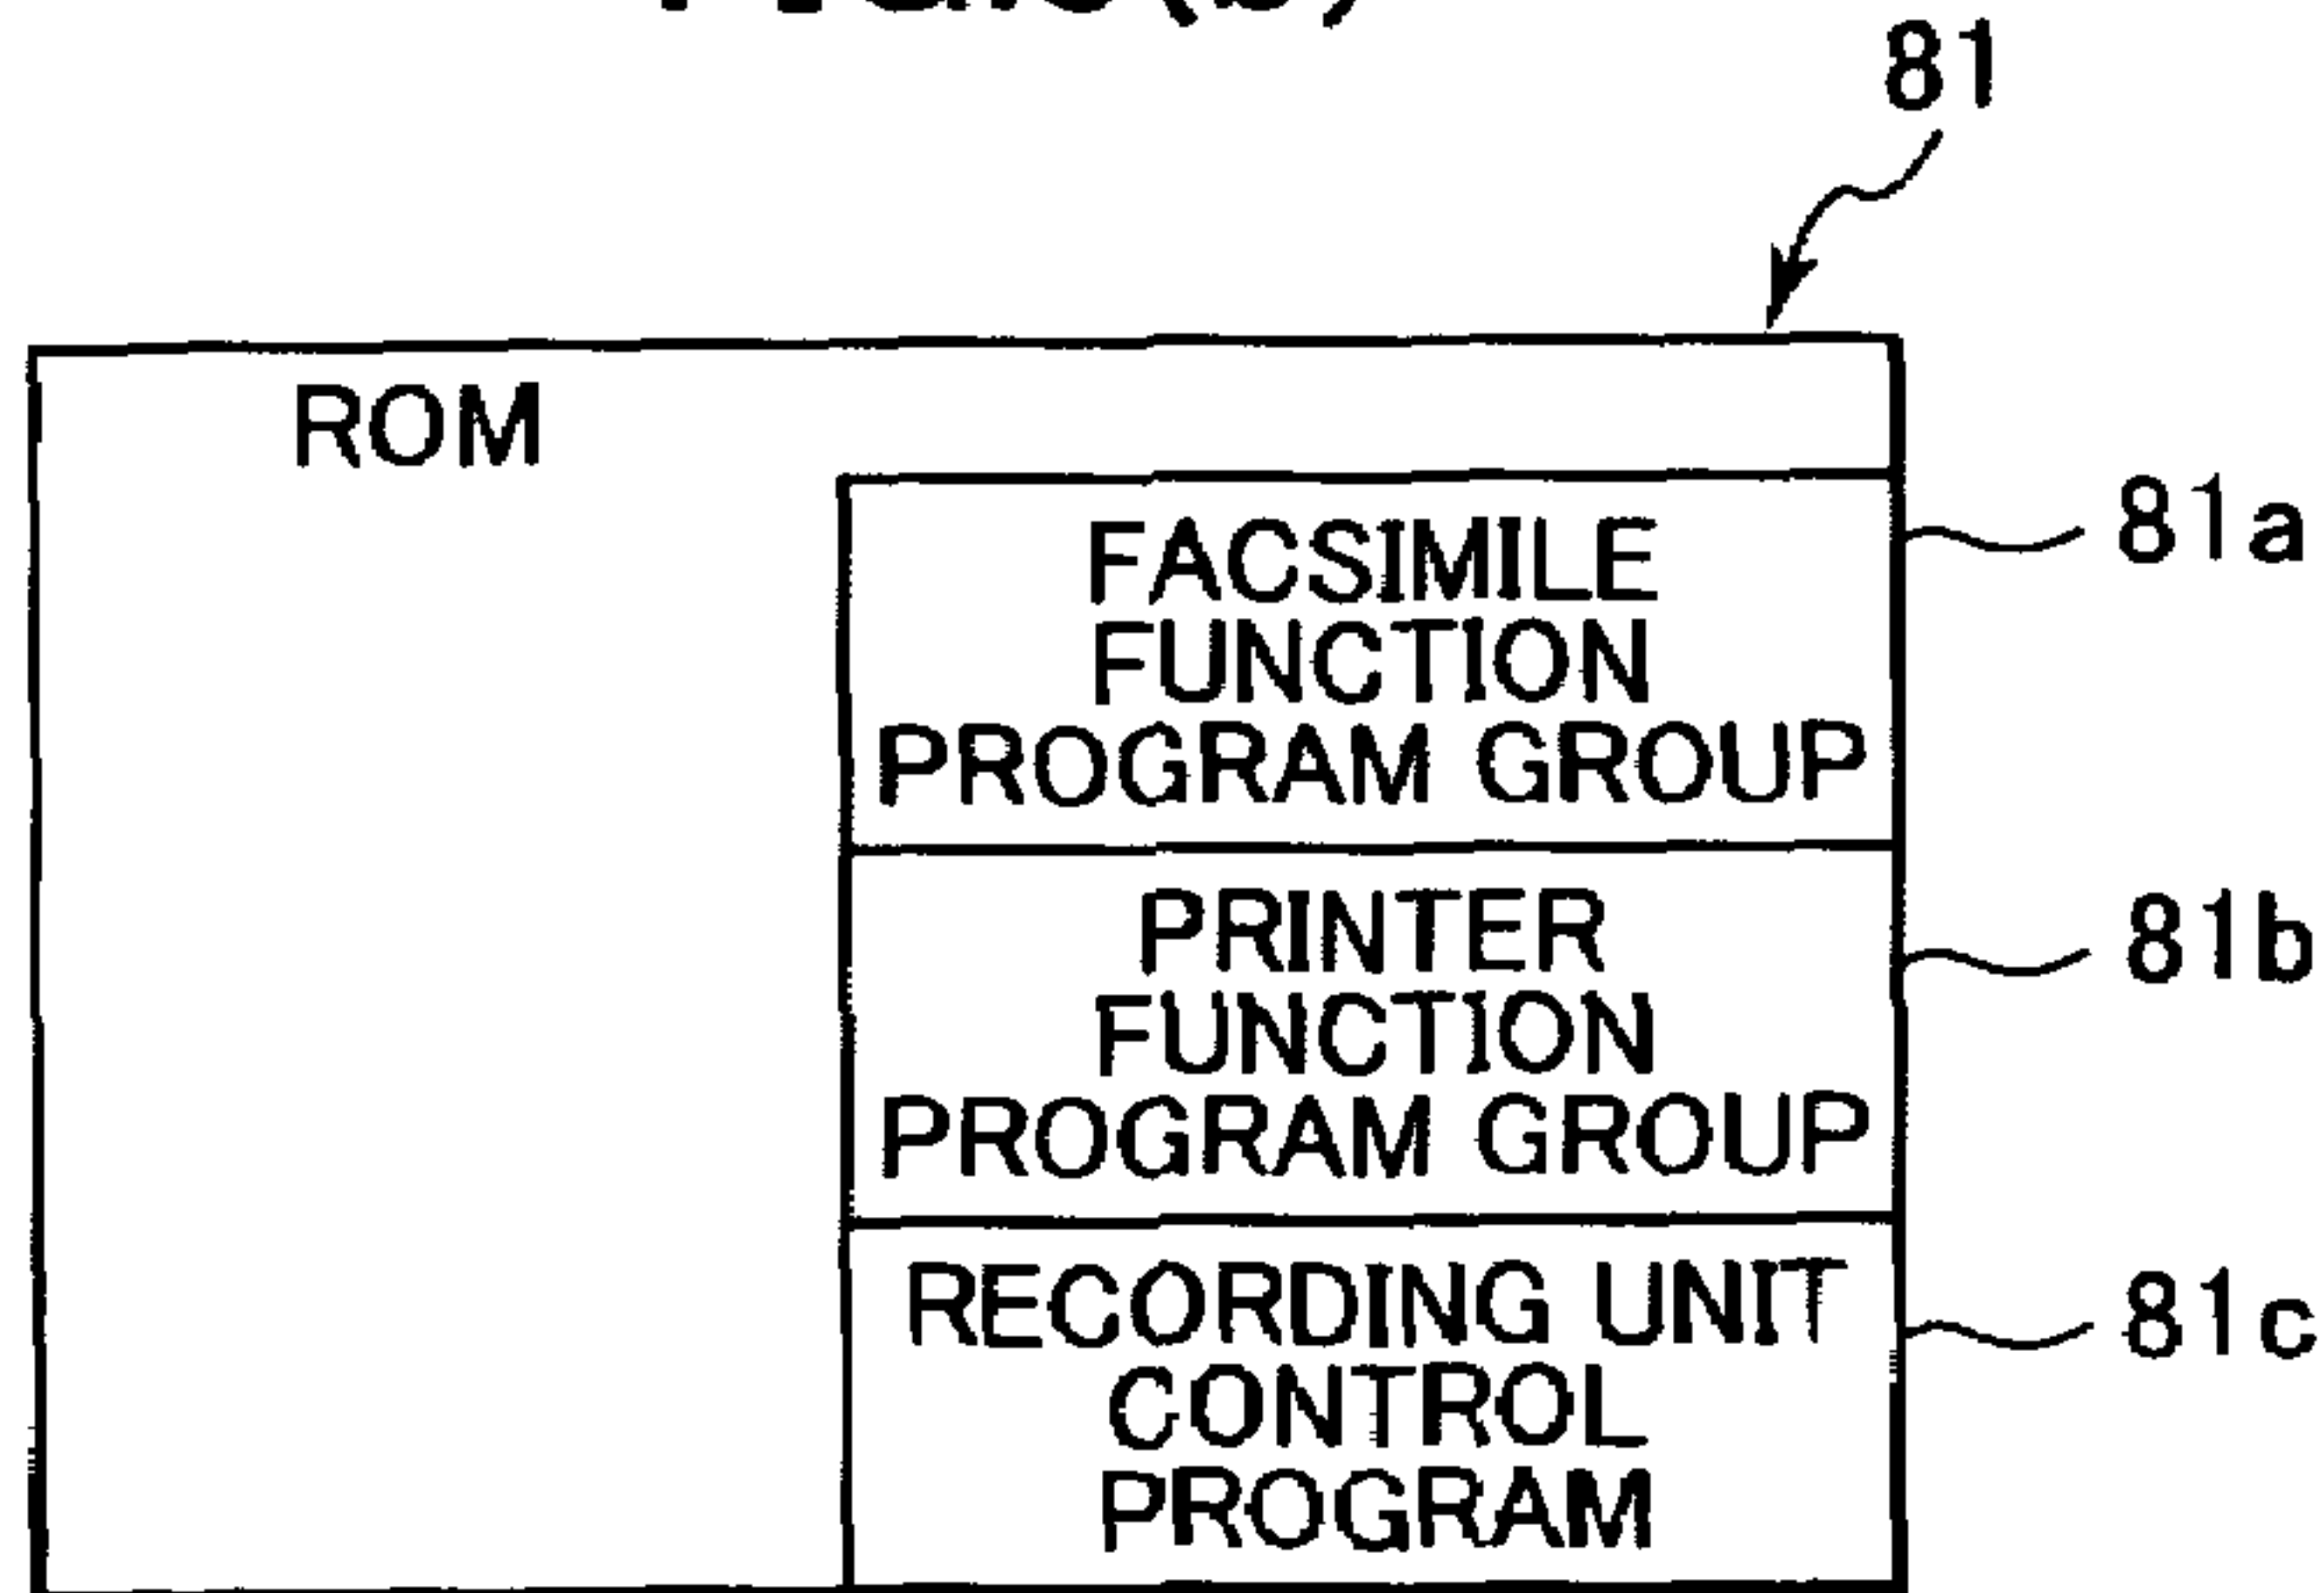 81
ROM
FACSIMILE
FUNCTION
PROGRAM GROUP
81a
PRINTER
FUNCTION
PROGRAM GROUP
81b
RECORDING UNIT
CONTROL
PROGRAM
81c